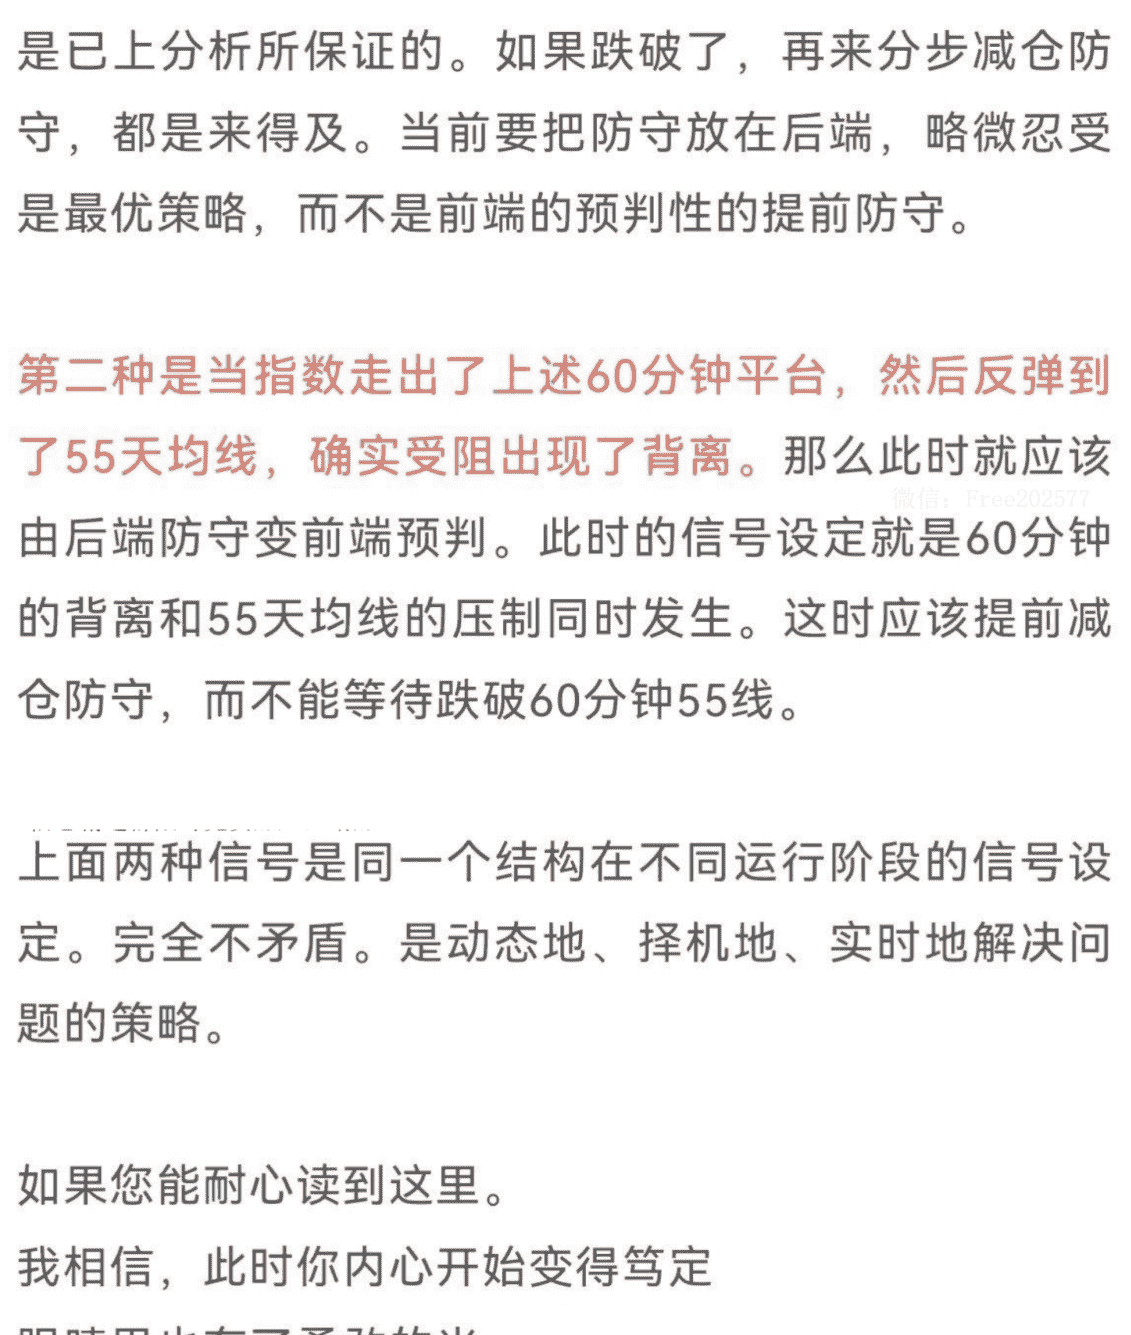 是已上分析所保证的。如果跌破了，再来分步减仓防
守，都是来得及。当前要把防守放在后端，略微忍受
是最优策略，而不是前端的预判性的提前防守。
第二种是当指数走出了上述60分钟平台，然后反弹到
了55天均线，确实受阻出现了背离。那么此时就应该
微信：Free202577
由后端防守变前端预判。此时的信号设定就是60分钟
的背离和55天均线的压制同时发生。这时应该提前减
仓防守，而不能等待跌破60分钟55线。
上面两种信号是同一个结构在不同运行阶段的信号设
定。完全不矛盾。是动态地、择机地、实时地解决问
题的策略。
如果您能耐心读到这里。
我相信，此时你内心开始变得笃定